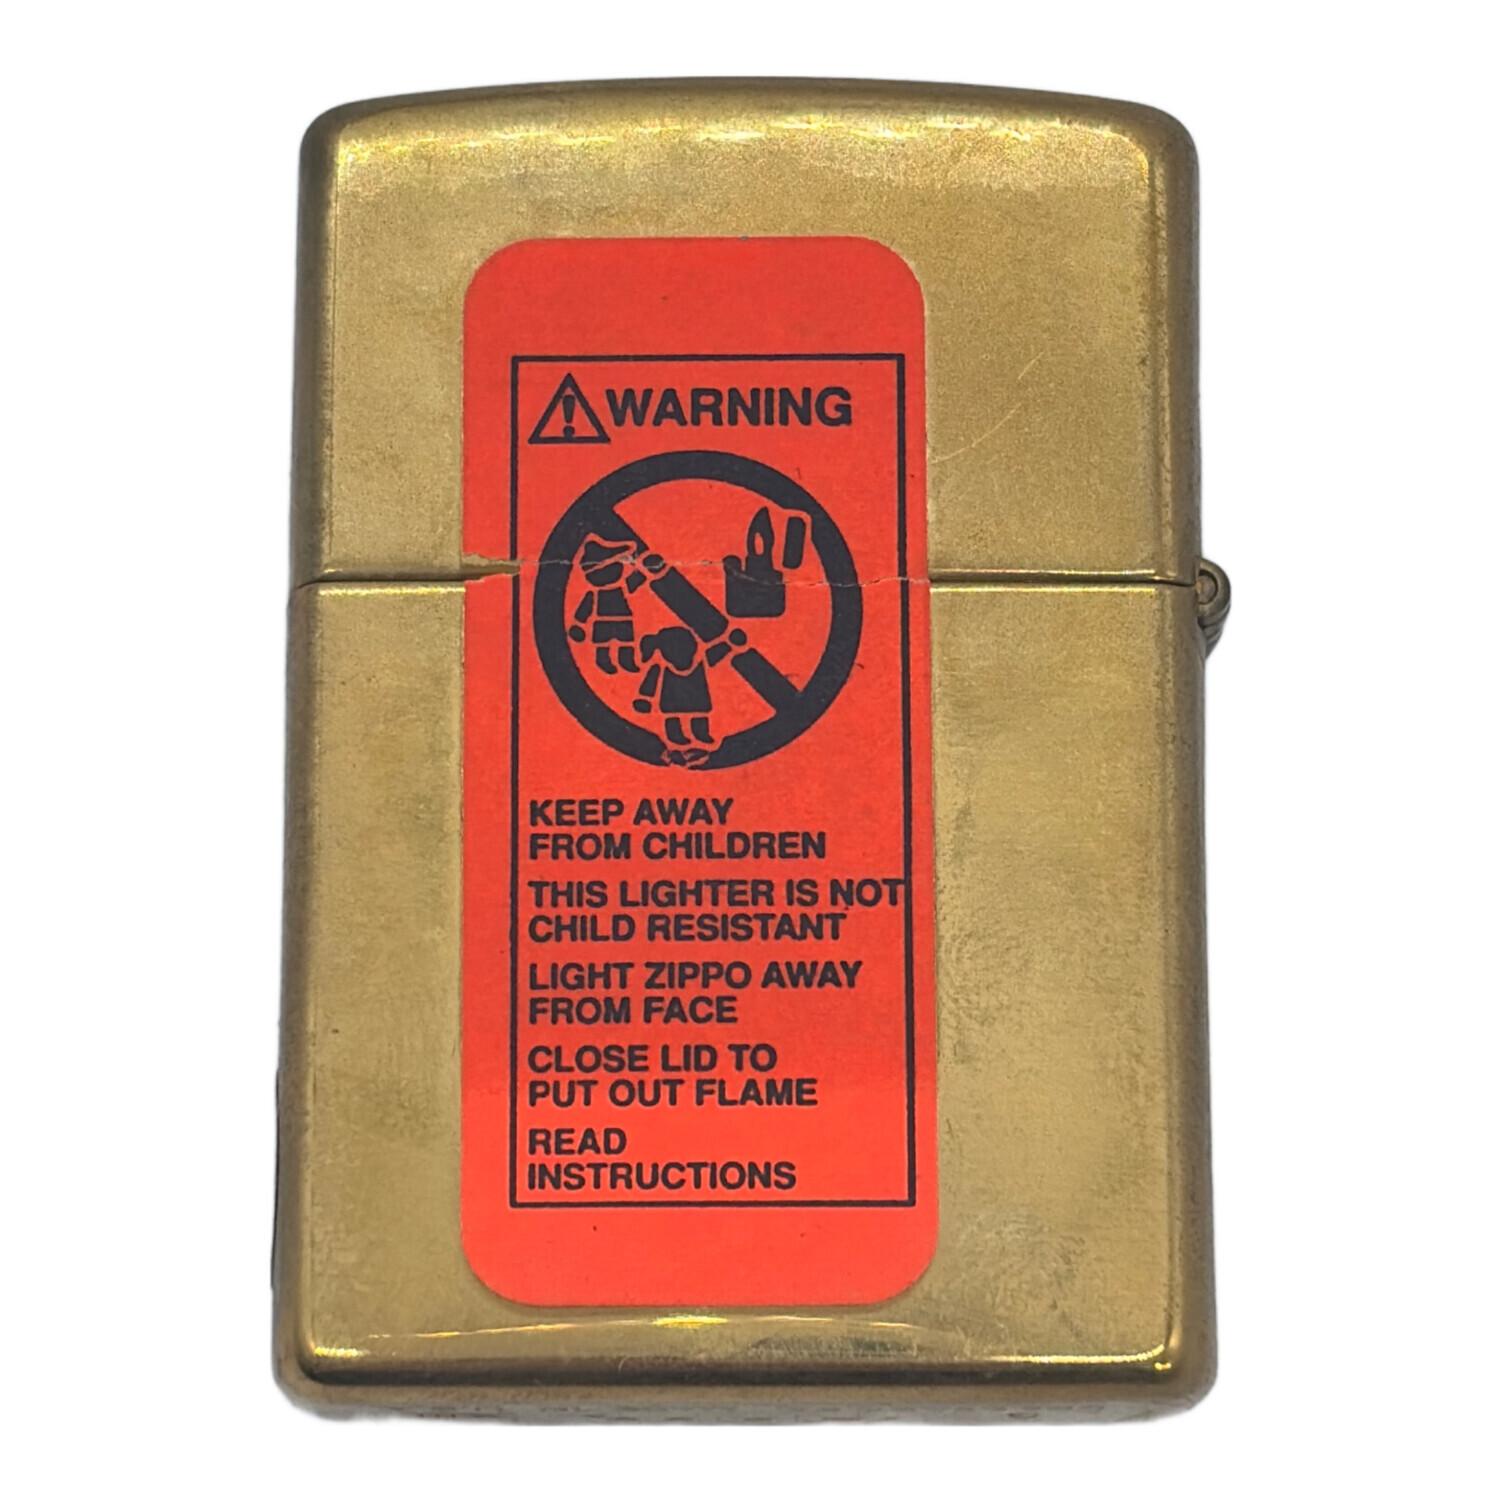 WARNING
KEEP AWAY
FROM CHILDREN
THIS LIGHTER IS NOT
CHILD RESISTANT
LIGHT ZIPPO AWAY
FROM FACE
CLOSE LID TO
PUT OUT FLAME
READ
INSTRUCTIONS